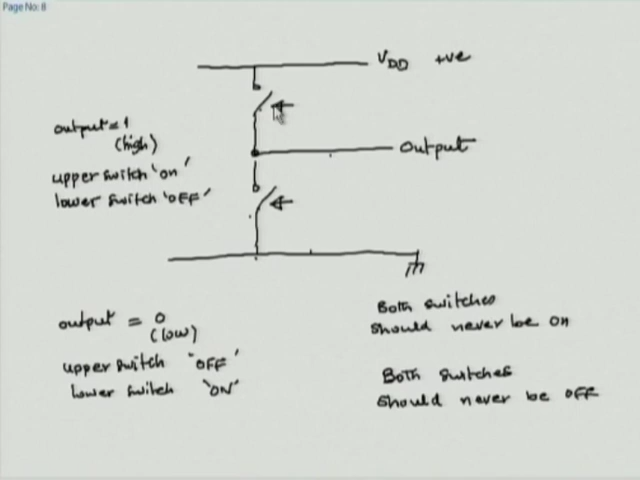 Page No: 8
VDD +ve
output = 1
(high)
upper switch 'on'
lower switch 'OFF'
Output
output = 0
(low)
upper switch 'OFF'
lower switch 'ON'
Both switches
should never be on
Both switches
should never be OFF